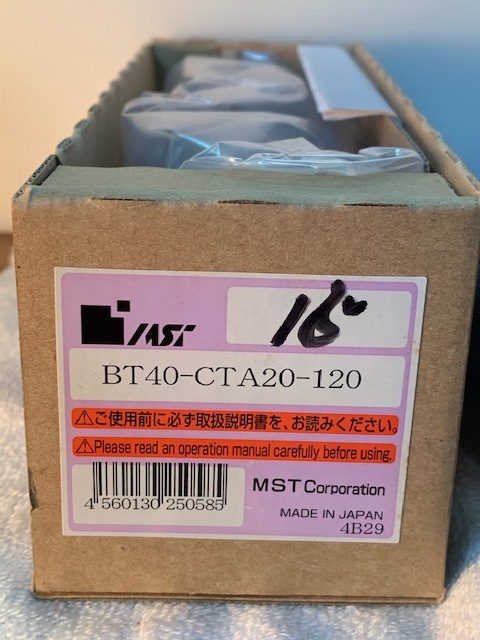 MST
16
BT40-CTA20-120
⚠ご使用前に必ず取扱説明書を、お読みください。
⚠Please read an operation manual carefully before using.
4 560130 250585
MST Corporation
MADE IN JAPAN
4B29